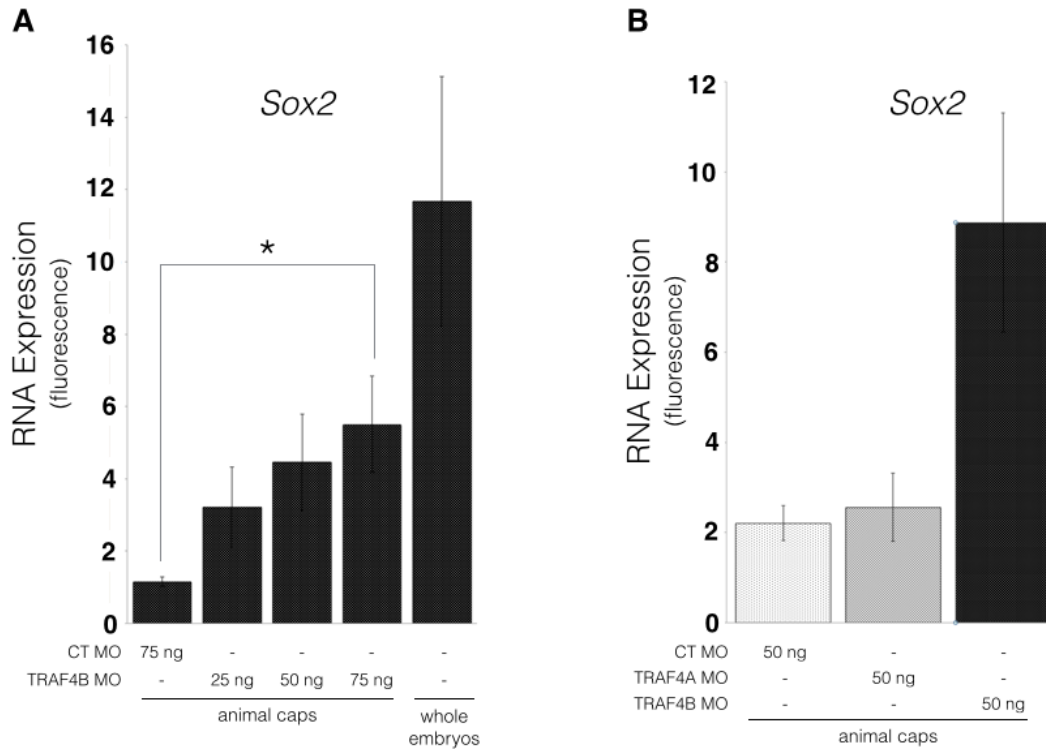 A
Sox2
*
RNA Expression
(fluorescence)
16
14
12
10
8
6
4
2
0
CT MO 75 ng - - - -
TRAF4B MO - 25 ng 50 ng 75 ng -
animal caps
whole
embryos
B
Sox2
RNA Expression
(fluorescence)
12
10
8
6
4
2
0
CT MO 50 ng - -
TRAF4A MO - 50 ng -
TRAF4B MO - - 50 ng
animal caps